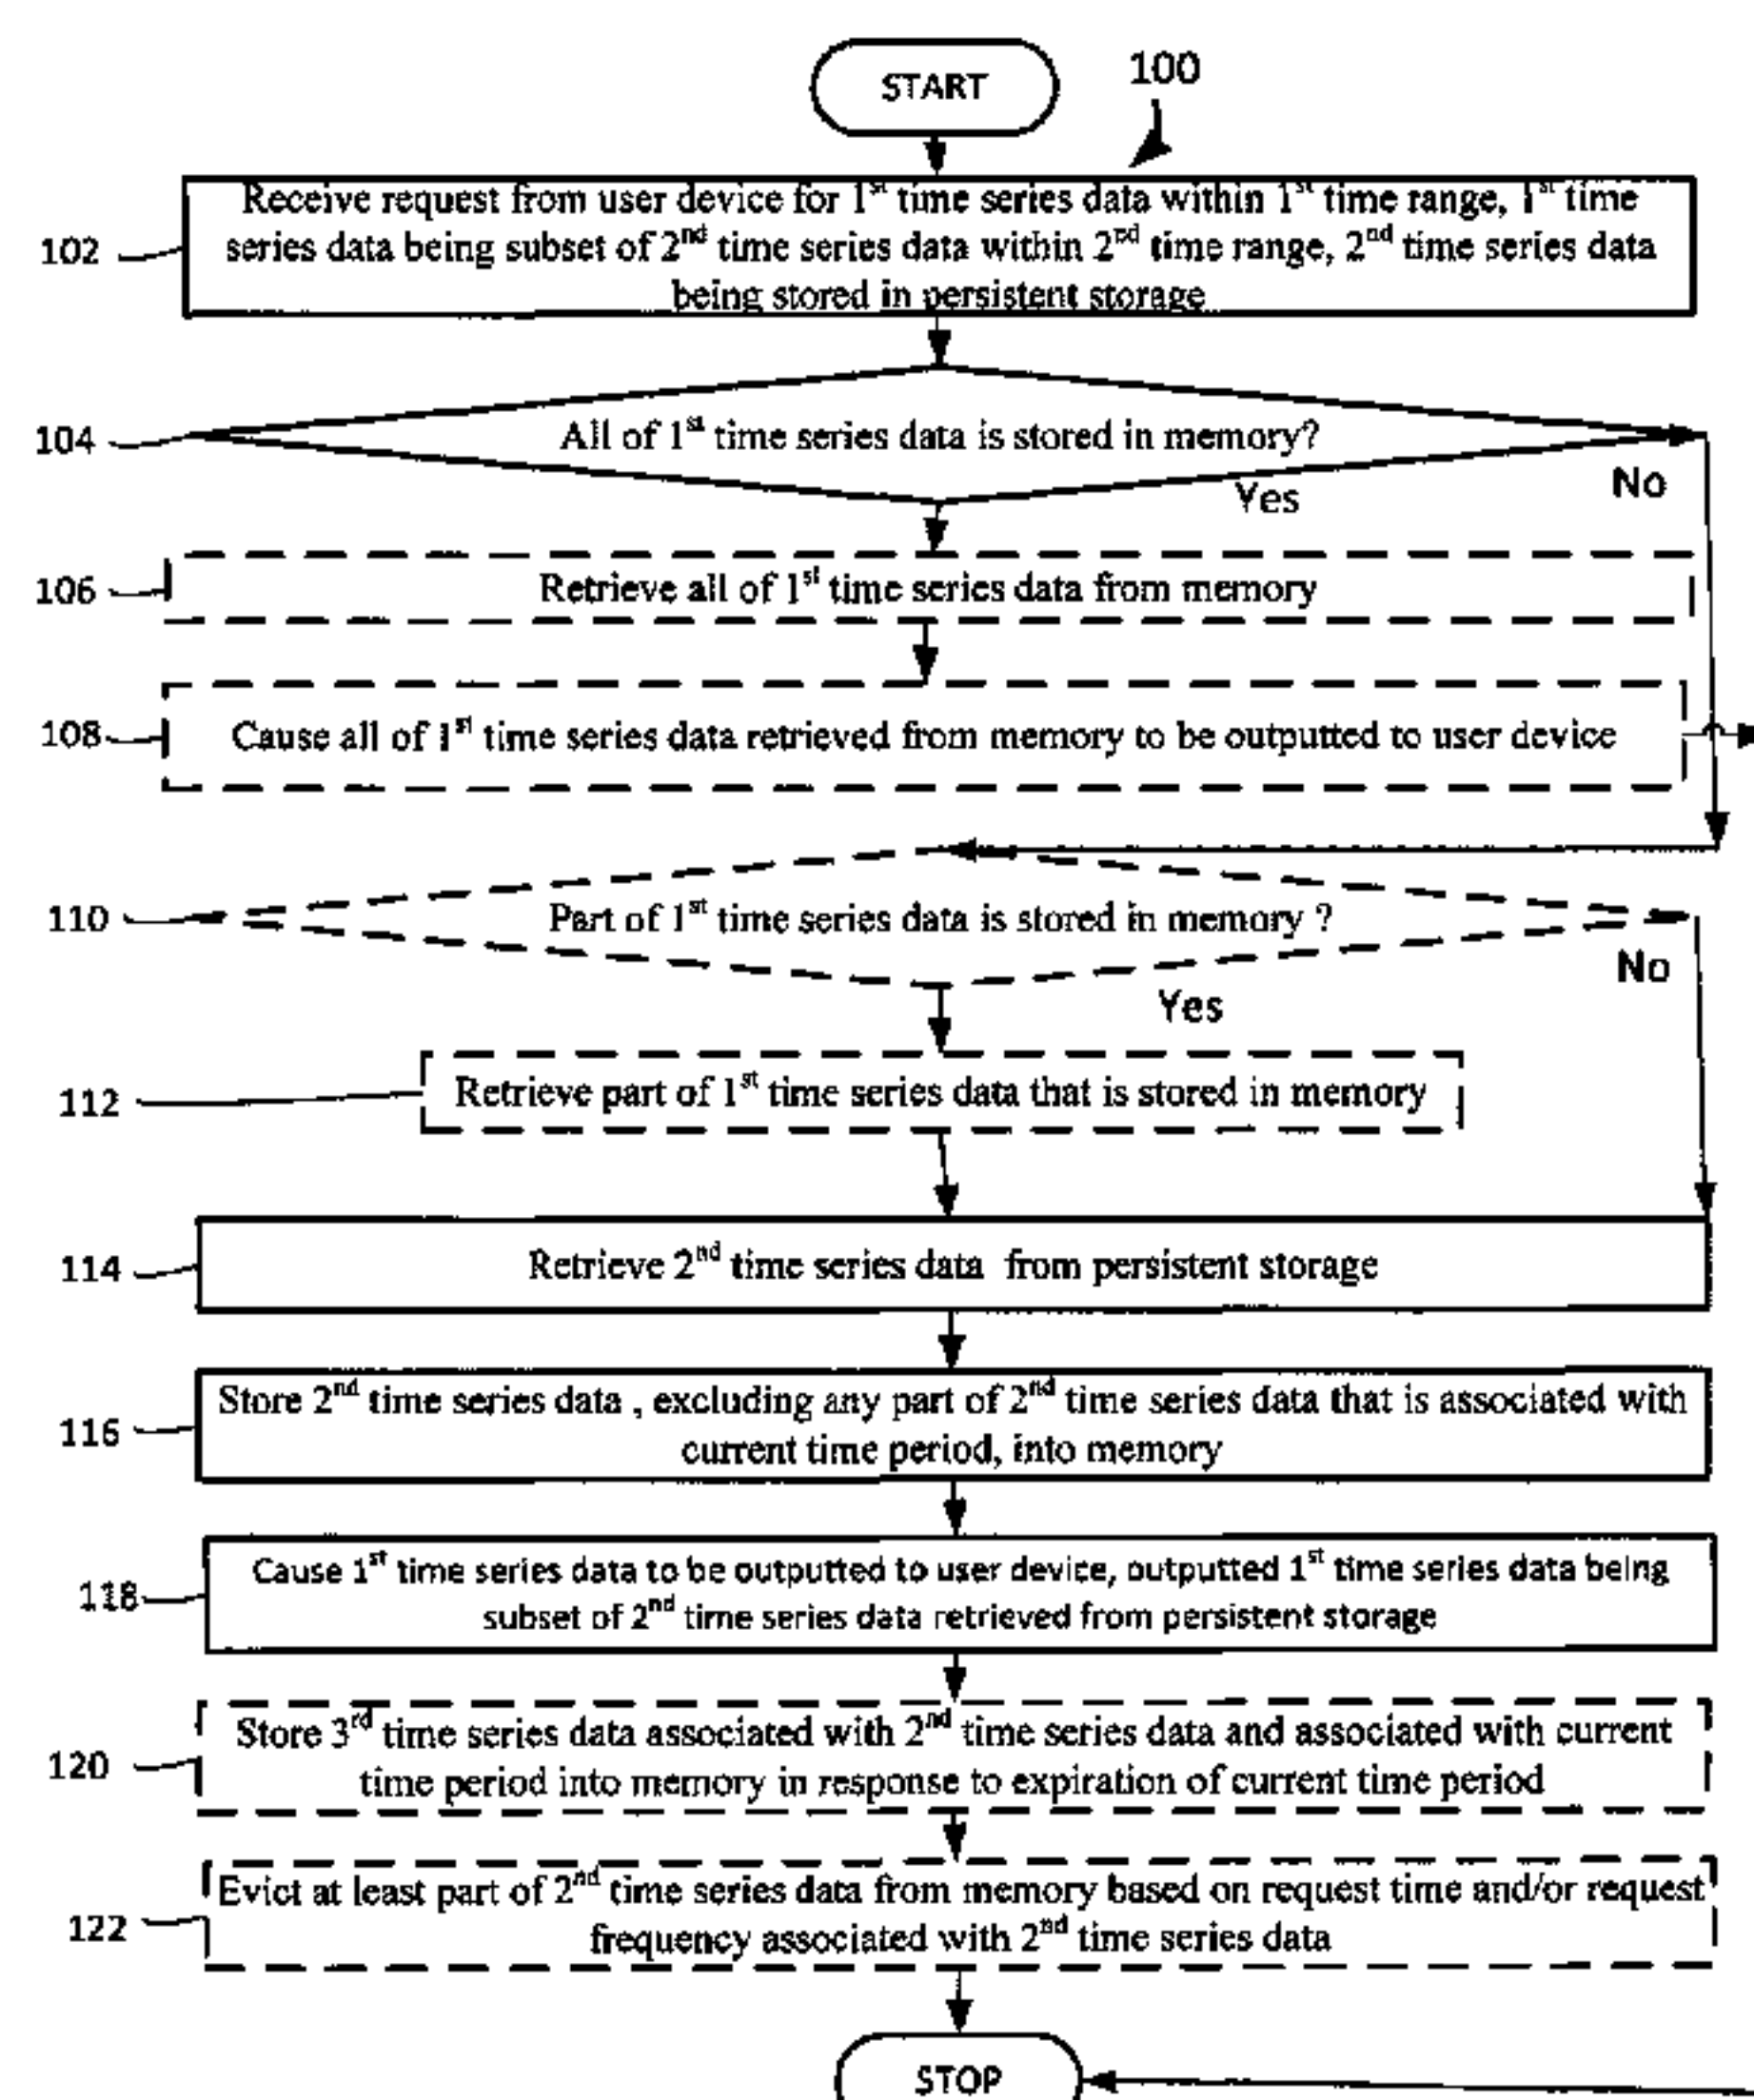 START
100
Receive request from user device for 1st time series data within 1st time range, 1st time
series data being subset of 2nd time series data within 2nd time range, 2nd time series data
being stored in persistent storage
102
All of 1st time series data is stored in memory?
104
Yes
No
106
Retrieve all of 1st time series data from memory
108
Cause all of 1st time series data retrieved from memory to be outputted to user device
110
Part of 1st time series data is stored in memory ?
Yes
No
112
Retrieve part of 1st time series data that is stored in memory
114
Retrieve 2nd time series data from persistent storage
116
Store 2nd time series data , excluding any part of 2nd time series data that is associated with
current time period, into memory
118
Cause 1st time series data to be outputted to user device, outputted 1st time series data being
subset of 2nd time series data retrieved from persistent storage
120
Store 3rd time series data associated with 2nd time series data and associated with current
time period into memory in response to expiration of current time period
122
Evict at least part of 2nd time series data from memory based on request time and/or request
frequency associated with 2nd time series data
STOP